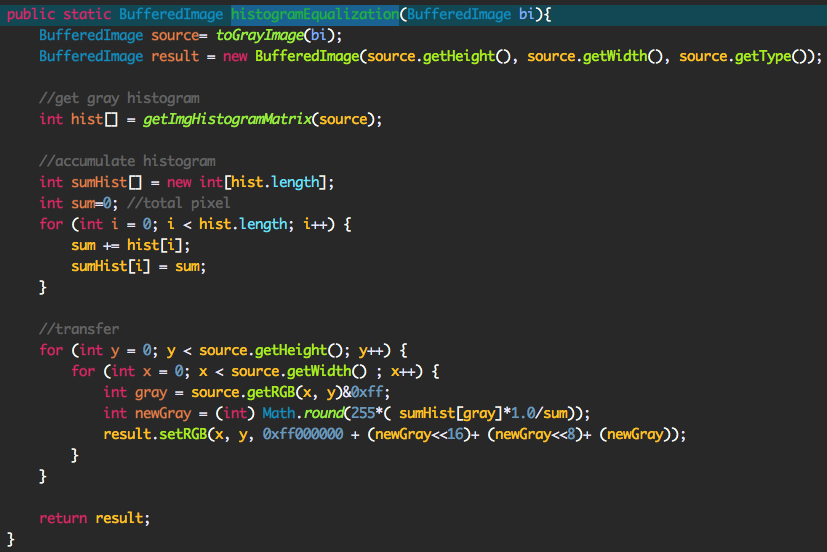 public static BufferedImage histogramEqualization(BufferedImage bi){
    BufferedImage source= toGrayImage(bi);
    BufferedImage result = new BufferedImage(source.getHeight(), source.getWidth(), source.getType());

    //get gray histogram
    int hist[] = getImgHistogramMatrix(source);

    //accumulate histogram
    int sumHist[] = new int[hist.length];
    int sum=0; //total pixel
    for (int i = 0; i < hist.length; i++) {
        sum += hist[i];
        sumHist[i] = sum;
    }

    //transfer
    for (int y = 0; y < source.getHeight(); y++) {
        for (int x = 0; x < source.getWidth() ; x++) {
            int gray = source.getRGB(x, y)&0xff;
            int newGray = (int) Math.round(255*( sumHist[gray]*1.0/sum));
            result.setRGB(x, y, 0xff000000 + (newGray<<16)+ (newGray<<8)+ (newGray));
        }
    }

    return result;
}